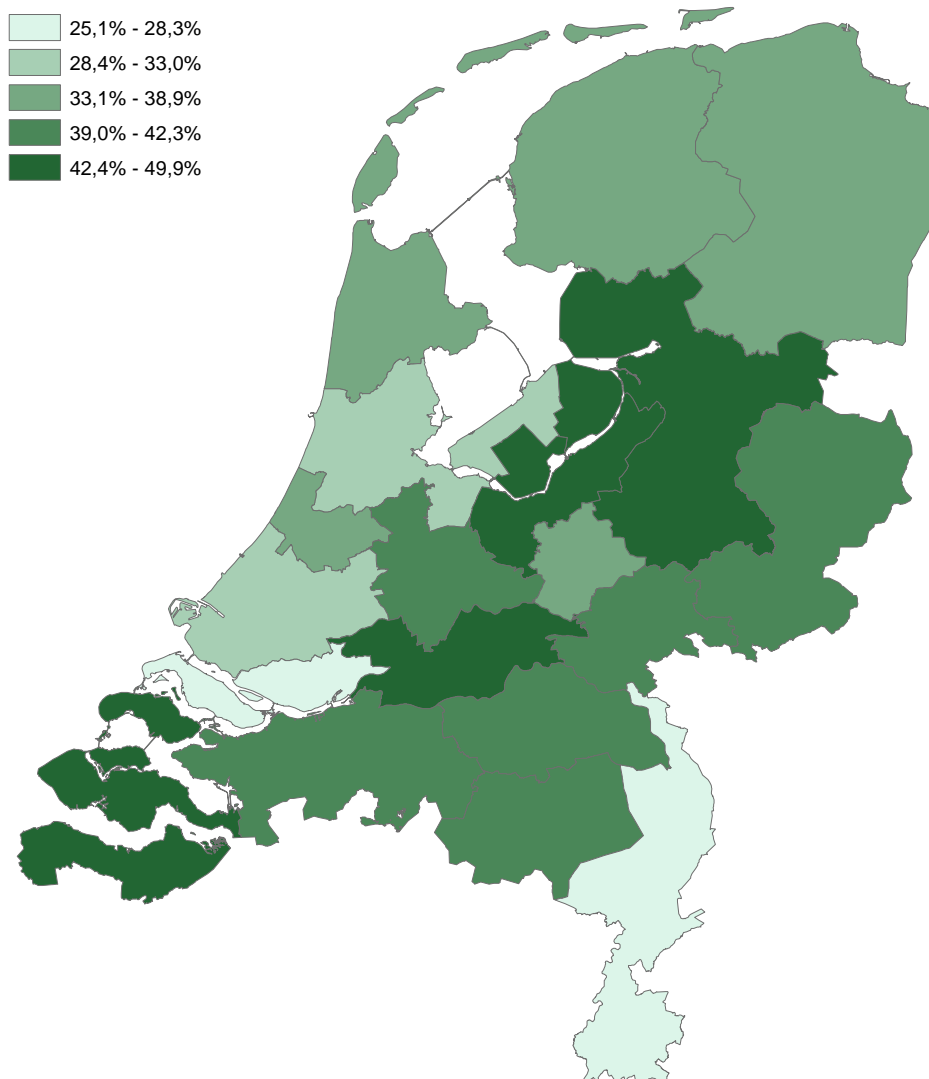 25,1% - 28,3%
28,4% - 33,0%
33,1% - 38,9%
39,0% - 42,3%
42,4% - 49,9%